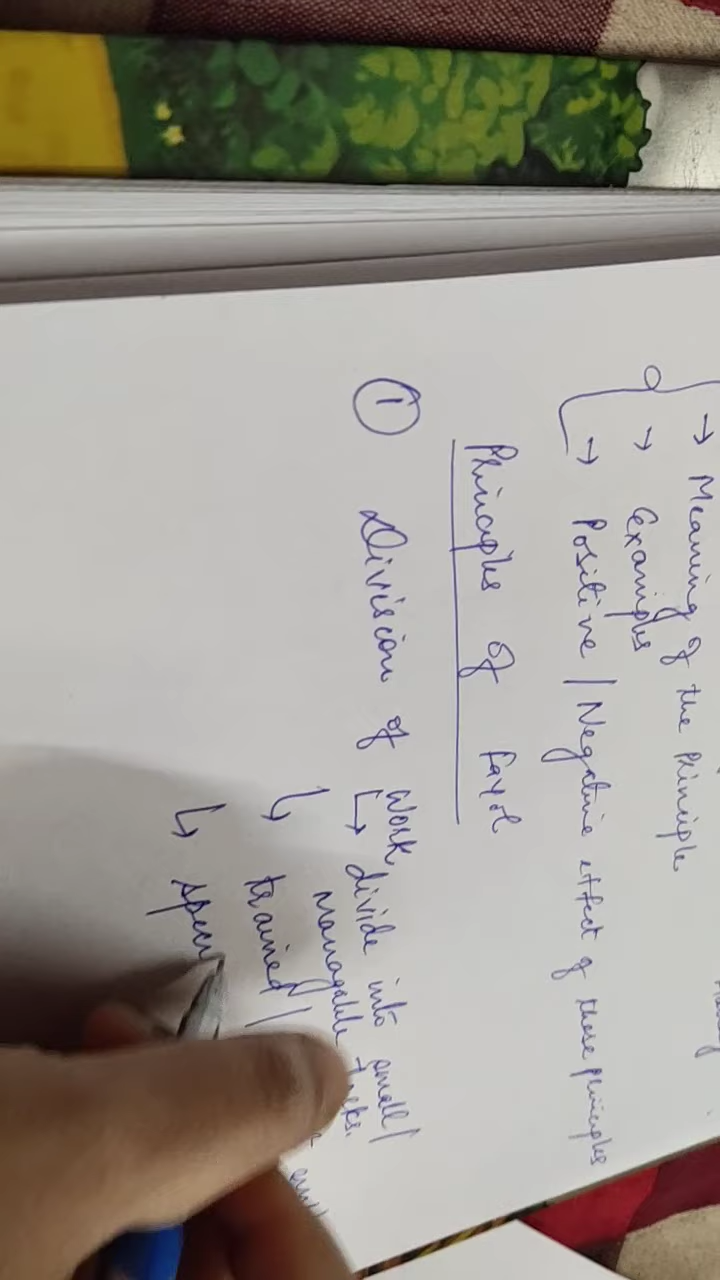 → Meaning of the Principle
→ Examples
→ Positive / Negative effect of these principles
Principles of Fayol
① Division of Work
↳ divide into small /
managable tasks.
↳ trained /
↳ spec